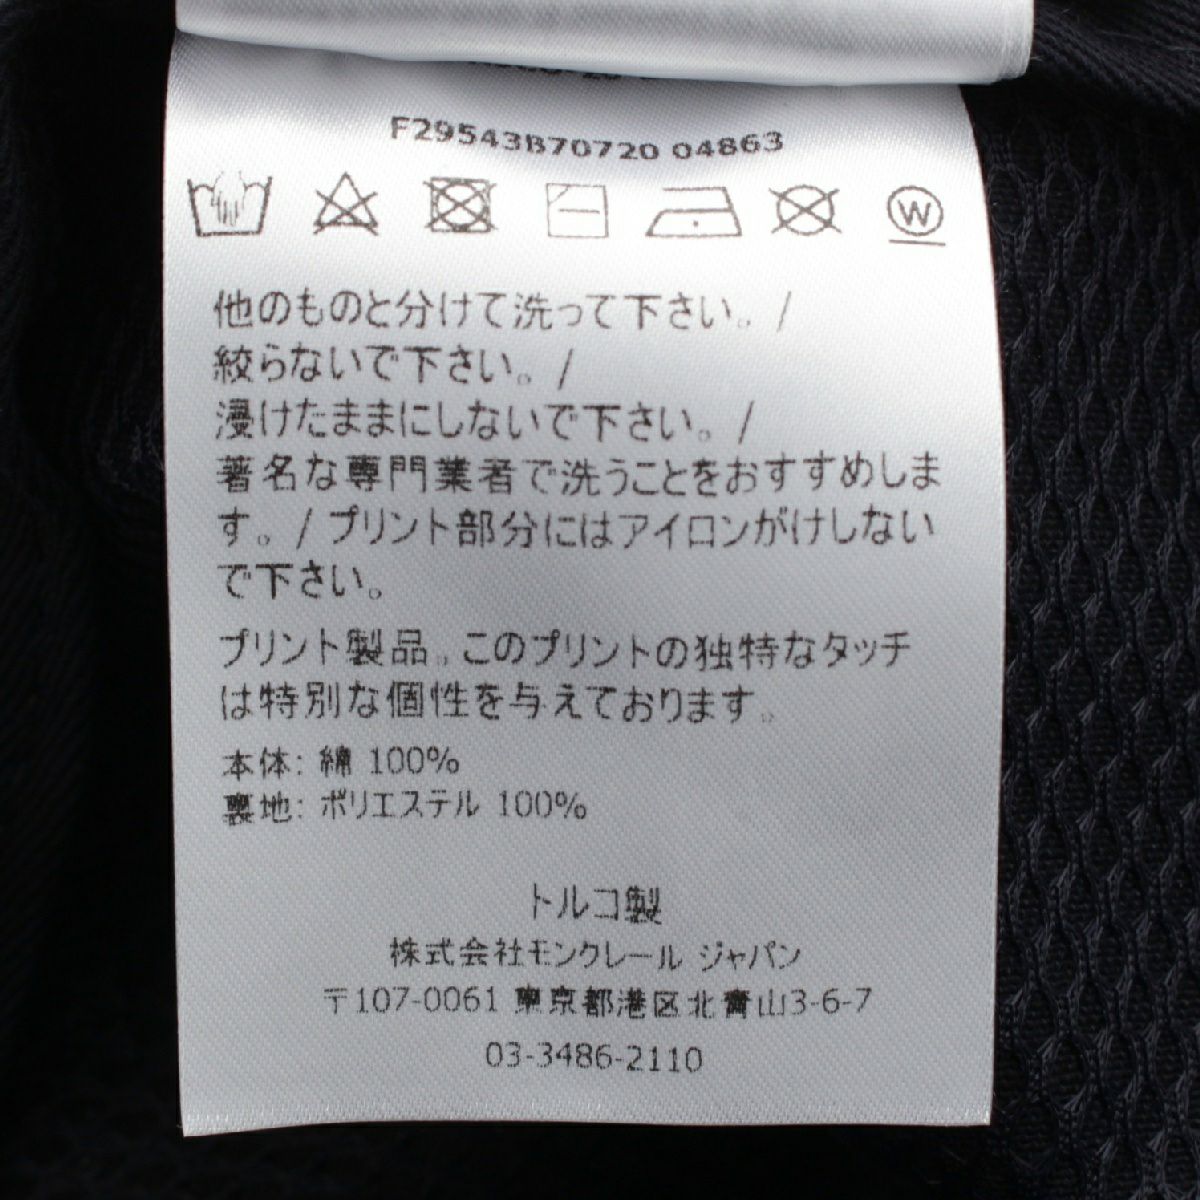 F29543B70720 04863
W
他のものと分けて洗って下さい。/
絞らないで下さい。/
浸けたままにしないで下さい。/
著名な専門業者で洗うことをおすすめしま
す。/ プリント部分にはアイロンがけしない
で下さい。
プリント製品。このプリントの独特なタッチ
は特別な個性を与えております。
本体: 綿 100%
裏地: ポリエステル 100%
トルコ製
株式会社モンクレール ジャパン
〒107-0061 東京都港区北青山3-6-7
03-3486-2110